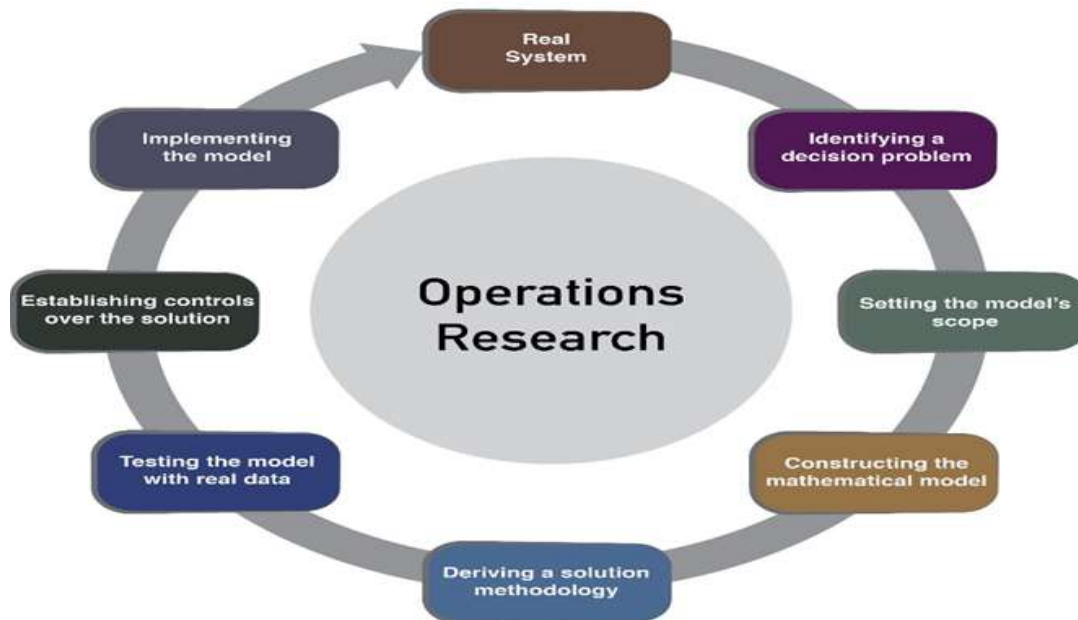 Real
System
Identifying a
decision problem
Setting the model's
scope
Constructing the
mathematical model
Deriving a solution
methodology
Testing the model
with real data
Establishing controls
over the solution
Implementing
the model
Operations
Research